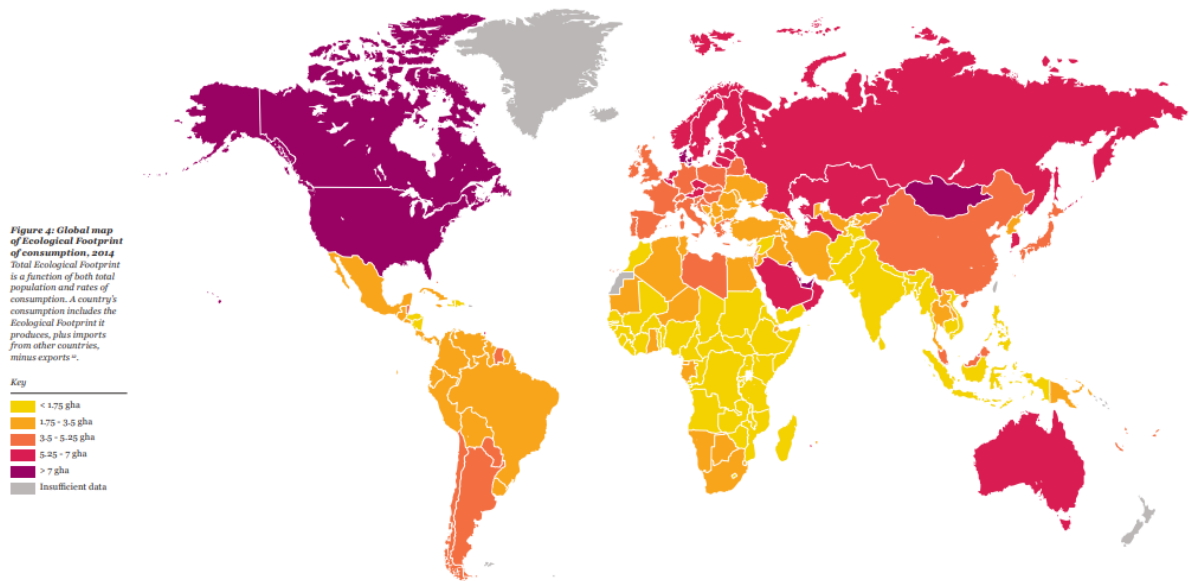 Figure 4: Global map
of Ecological Footprint
of consumption, 2014
Total Ecological Footprint
is a function of both total
population and rates of
consumption. A country's
consumption includes the
Ecological Footprint it
produces, plus imports
from other countries,
minus exports
Key
< 1.75 gha
1.75 - 3.5 gha
3.5 - 5.25 gha
5.25 - 7 gha
> 7 gha
Insufficient data